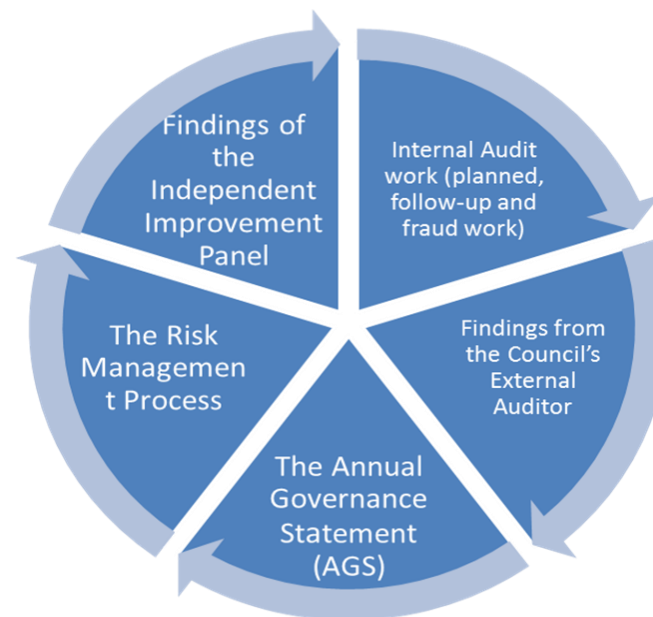 Findings of
the
Independent
Improvement
Panel
Internal Audit
work (planned,
follow-up and
fraud work)
The Risk
Managemen
t Process
Findings from
the Council's
External
Auditor
The Annual
Governance
Statement
(AGS)